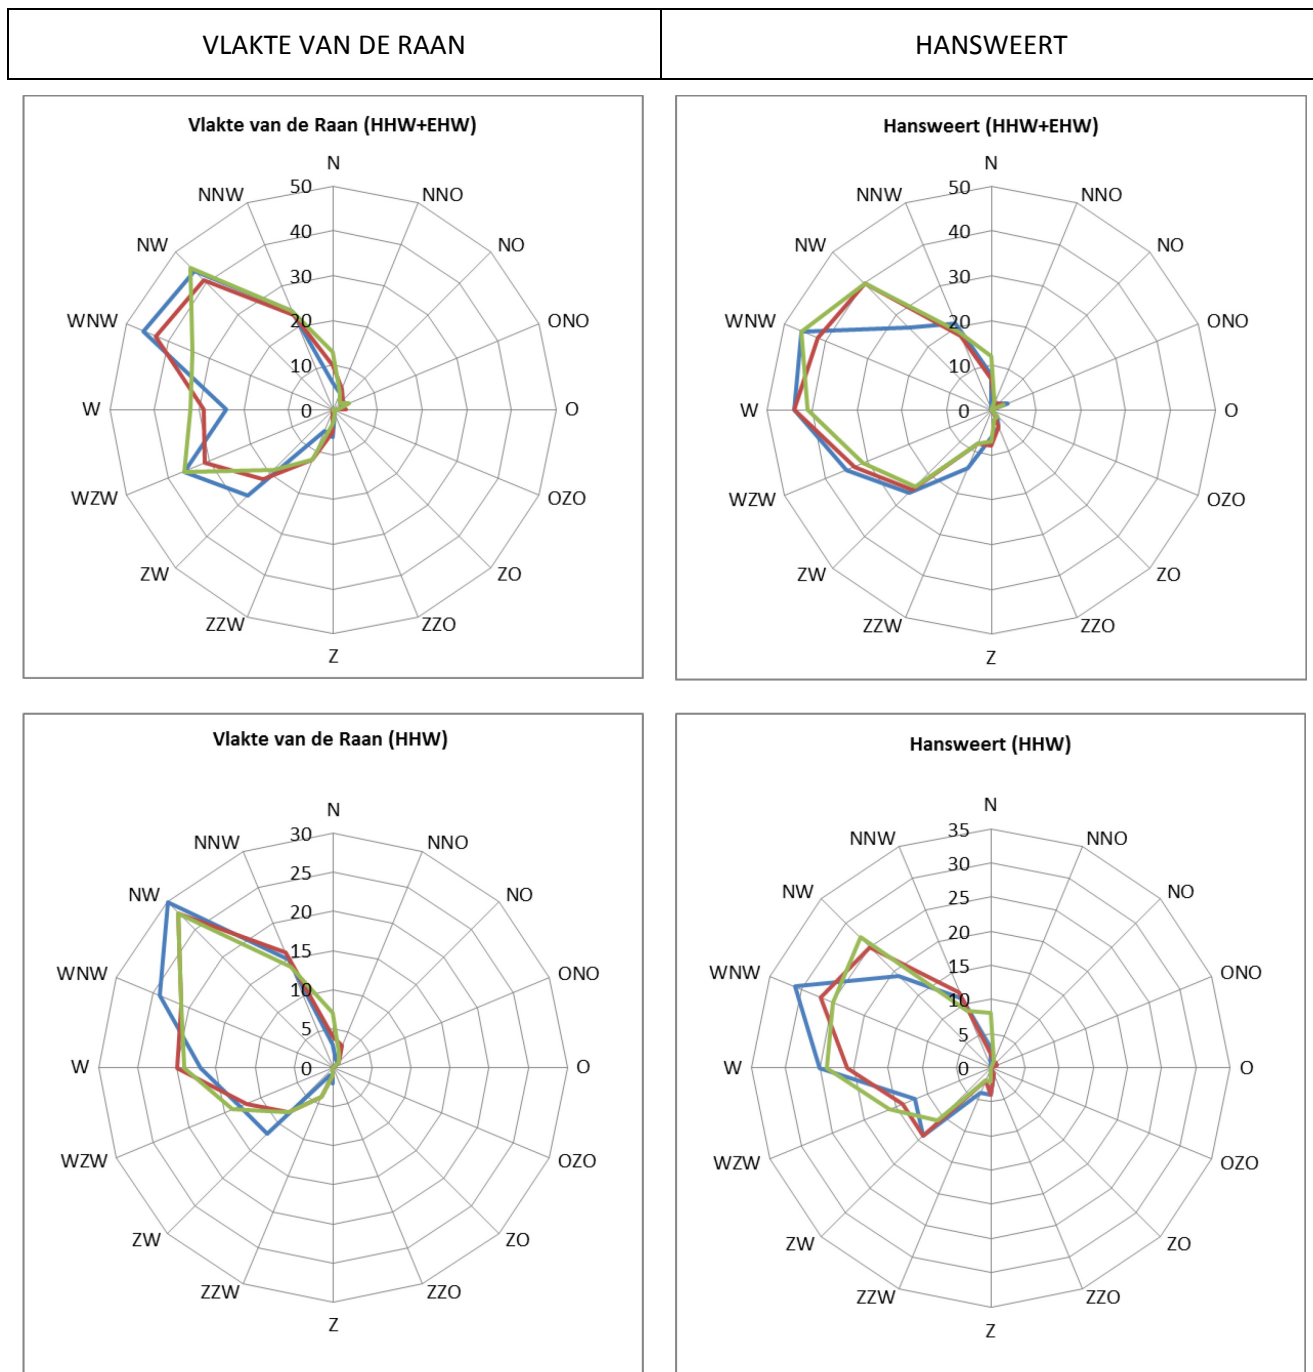 VLAKTE VAN DE RAAN
HANSWEERT
Vlakte van de Raan (HHW+EHW)
N
NNO
NO
ONO
O
OZO
ZO
ZZO
Z
ZZW
ZW
WZW
W
WNW
NW
NNW
50
40
30
20
10
0
Hansweert (HHW+EHW)
N
NNO
NO
ONO
O
OZO
ZO
ZZO
Z
ZZW
ZW
WZW
W
WNW
NW
NNW
50
40
30
20
10
0
Vlakte van de Raan (HHW)
N
NNO
NO
ONO
O
OZO
ZO
ZZO
Z
ZZW
ZW
WZW
W
WNW
NW
NNW
30
25
20
15
10
5
0
Hansweert (HHW)
N
NNO
NO
ONO
O
OZO
ZO
ZZO
Z
ZZW
ZW
WZW
W
WNW
NW
NNW
35
30
25
20
15
10
5
0